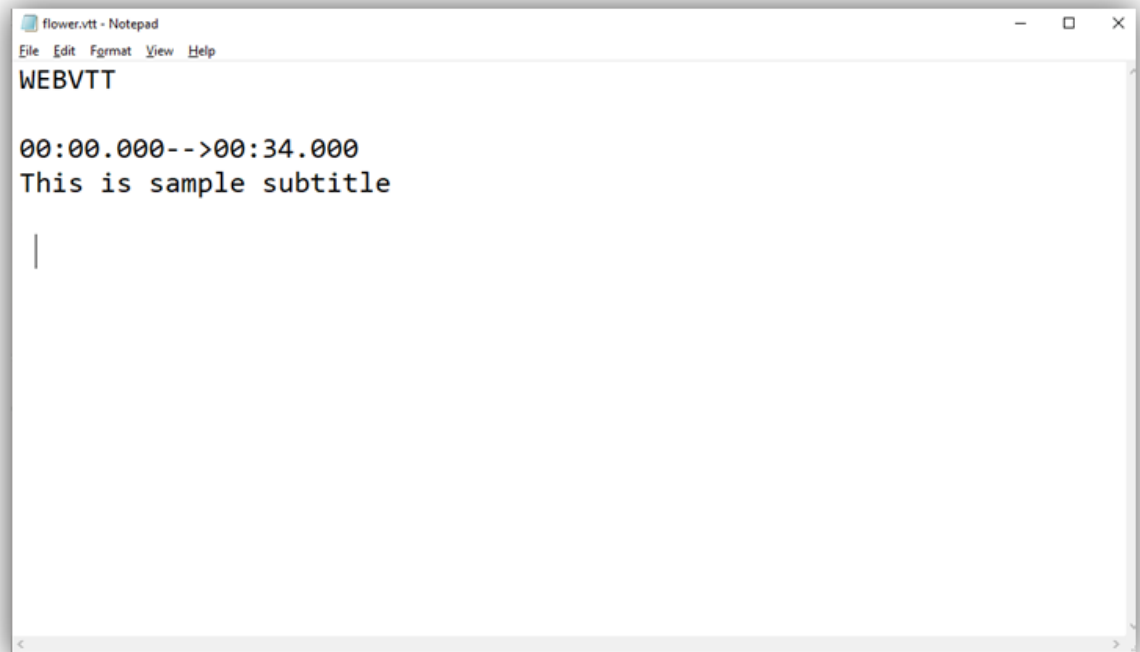 flower.vtt - Notepad
File Edit Format View Help
WEBVTT
00:00.000-->00:34.000
This is sample subtitle